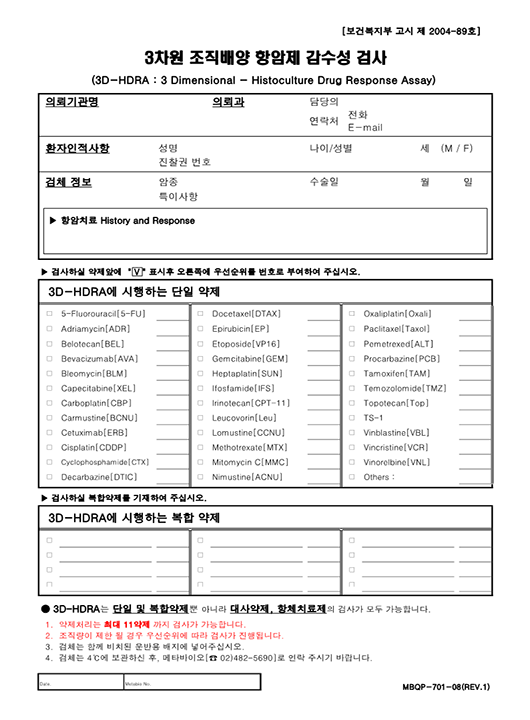 [보건복지부 고시 제 2004-89호]
3차원 조직배양 항암제 감수성 검사
(3D-HDRA : 3 Dimensional - Histoculture Drug Response Assay)
의뢰기관명 의뢰과 담당의
연락처 전화
E-mail
환자인적사항 성명 나이/성별 세 (M / F)
진찰권 번호
검체 정보 암종 수술일 월 일
특이사항
▶ 항암치료 History and Response
▶ 검사하실 약제앞에 "V" 표시후 오른쪽에 우선순위를 번호로 부여하여 주십시오.
3D-HDRA에 시행하는 단일 약제
□ 5-Fluorouracil[5-FU] □ Docetaxel[DTAX] □ Oxaliplatin[Oxali]
□ Adriamycin[ADR] □ Epirubicin[EP] □ Paclitaxel[Taxol]
□ Belotecan[BEL] □ Etoposide[VP16] □ Pemetrexed[ALT]
□ Bevacizumab[AVA] □ Gemcitabine[GEM] □ Procarbazine[PCB]
□ Bleomycin[BLM] □ Heptaplatin[SUN] □ Tamoxifen[TAM]
□ Capecitabine[XEL] □ Ifosfamide[IFS] □ Temozolomide[TMZ]
□ Carboplatin[CBP] □ Irinotecan[CPT-11] □ Topotecan[Top]
□ Carmustine[BCNU] □ Leucovorin[Leu] □ TS-1
□ Cetuximab[ERB] □ Lomustine[CCNU] □ Vinblastine[VBL]
□ Cisplatin[CDDP] □ Methotrexate[MTX] □ Vincristine[VCR]
□ Cyclophosphamide[CTX] □ Mitomycin C[MMC] □ Vinorelbine[VNL]
□ Decarbazine[DTIC] □ Nimustine[ACNU] □ Others :
▶ 검사하실 복합약제를 기재하여 주십시오.
3D-HDRA에 시행하는 복합 약제
● 3D-HDRA는 단일 및 복합약제뿐 아니라 대사약제, 항체치료제의 검사가 모두 가능합니다.
1. 약제처리는 최대 11약제 까지 검사가 가능합니다.
2. 조직량이 제한 될 경우 우선순위에 따라 검사가 진행됩니다.
3. 검체는 함께 비치된 운반용 배지에 넣어주십시오.
4. 검체는 4℃에 보관하신 후, 메타바이오[☎ 02)482-5690]로 연락 주시기 바랍니다.
Date. No.
MBQP-701-08(REV.1)